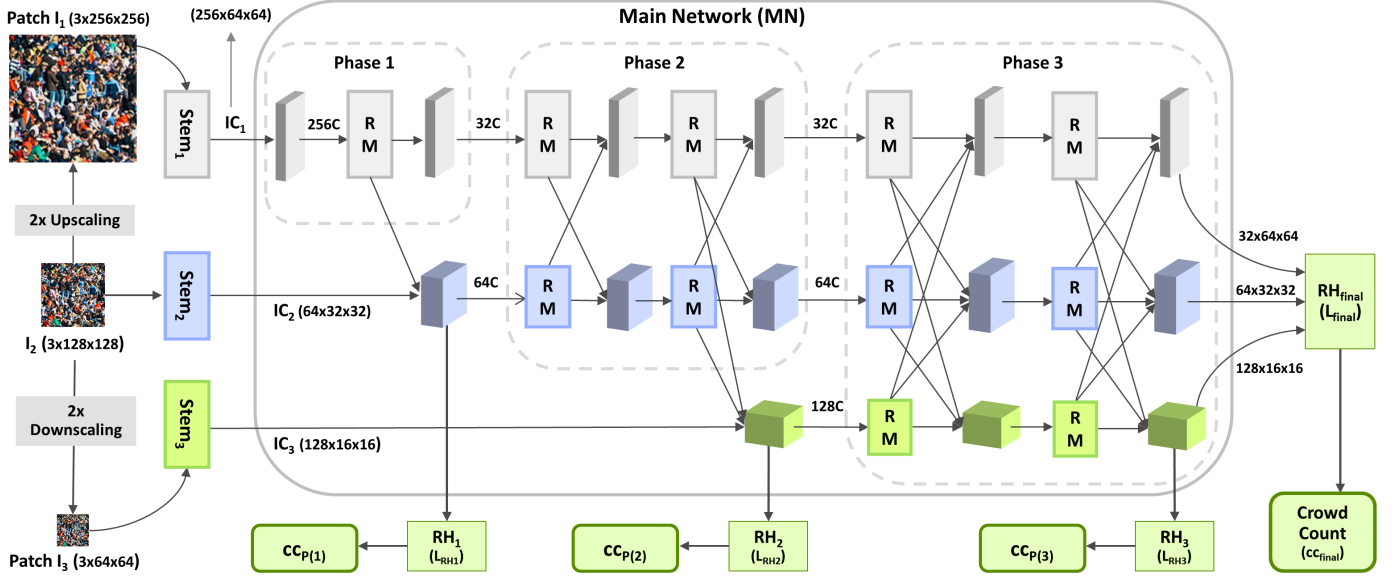 Patch I1 (3x256x256)
(256x64x64)
Main Network (MN)
Phase 1
Phase 2
Phase 3
Stem1
IC1
256C
R
M
32C
R
M
R
M
32C
R
M
R
M
2x Upscaling
32x64x64
Stem2
IC2 (64x32x32)
64C
R
M
R
M
64C
R
M
R
M
64x32x32
RHfinal
(Lfinal)
I2 (3x128x128)
128x16x16
2x
Downscaling
Stem3
IC3 (128x16x16)
128C
R
M
R
M
Patch I3 (3x64x64)
CCP(1)
RH1
(LRH1)
CCP(2)
RH2
(LRH2)
CCP(3)
RH3
(LRH3)
Crowd
Count
(ccfinal)